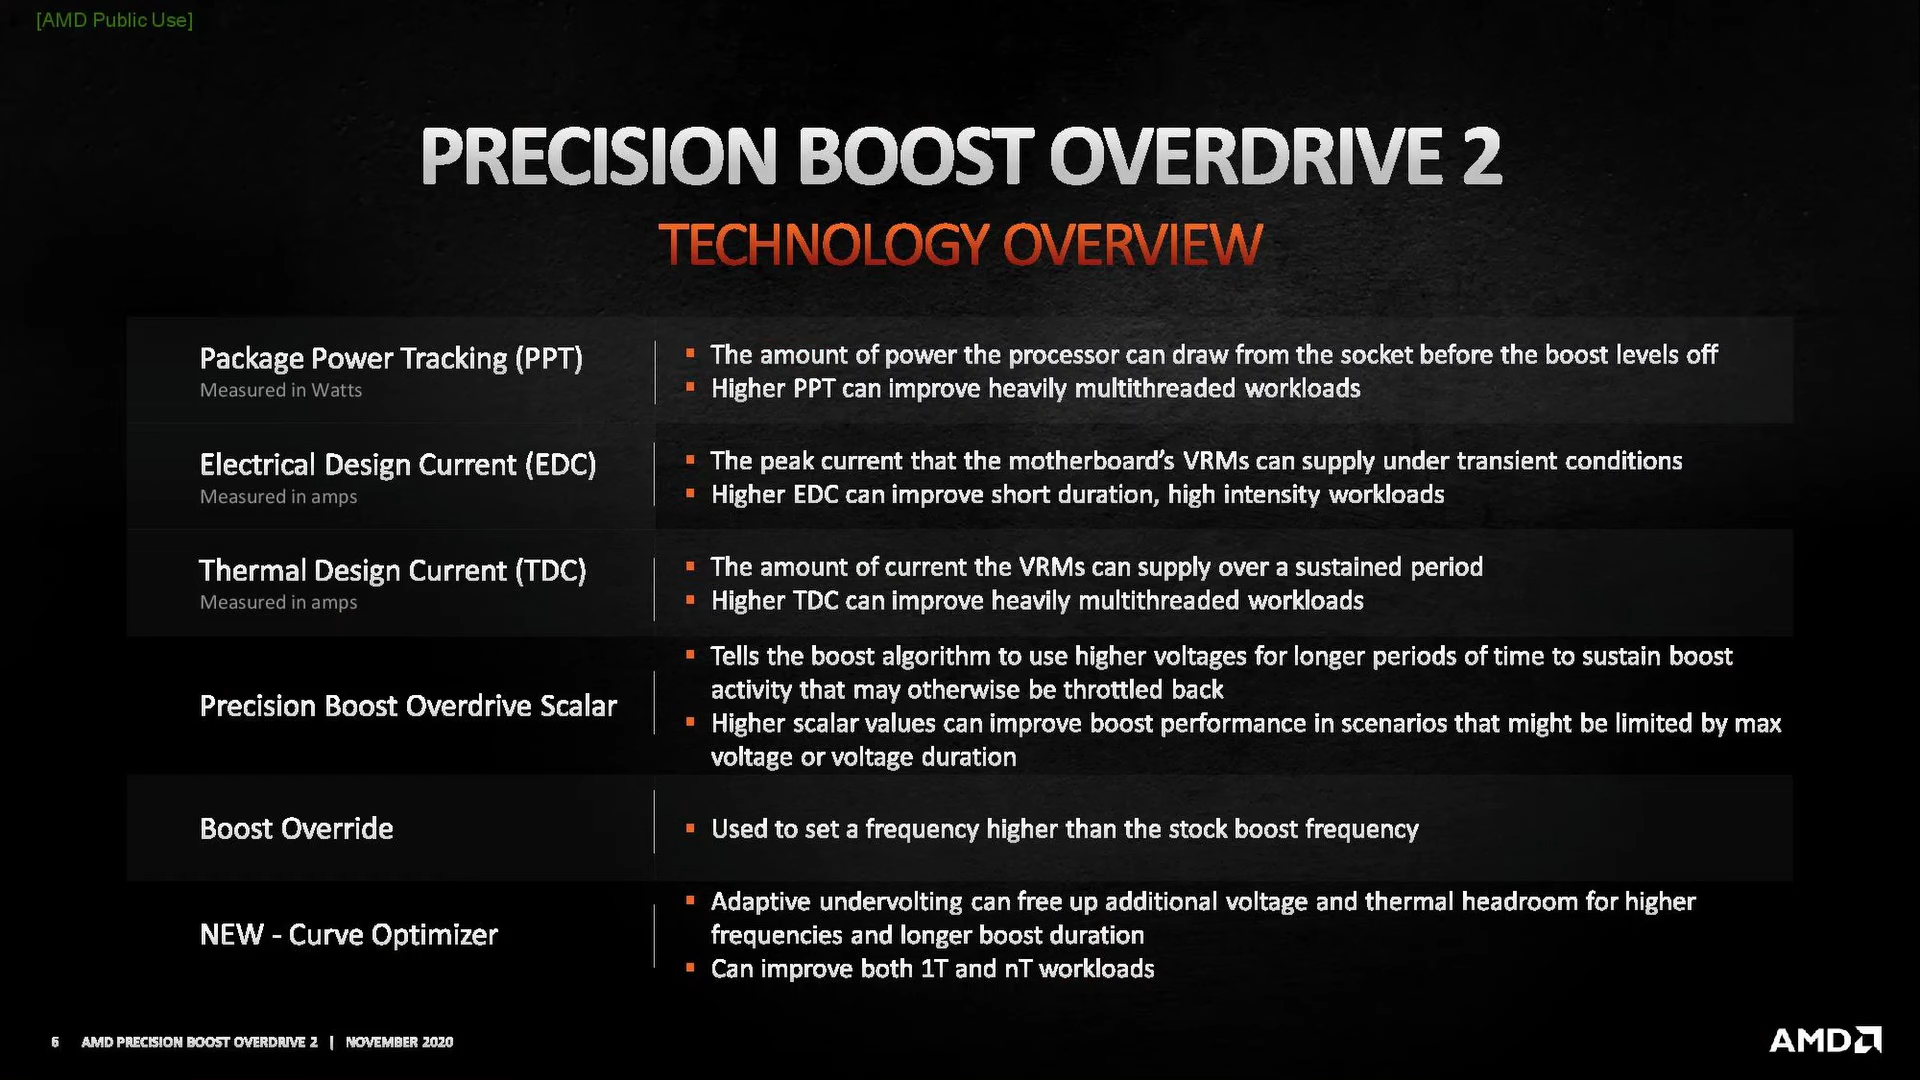 [AMD Public Use]
PRECISION BOOST OVERDRIVE 2
TECHNOLOGY OVERVIEW
Package Power Tracking (PPT)
Measured in Watts
▪ The amount of power the processor can draw from the socket before the boost levels off
▪ Higher PPT can improve heavily multithreaded workloads
Electrical Design Current (EDC)
Measured in amps
▪ The peak current that the motherboard’s VRMs can supply under transient conditions
▪ Higher EDC can improve short duration, high intensity workloads
Thermal Design Current (TDC)
Measured in amps
▪ The amount of current the VRMs can supply over a sustained period
▪ Higher TDC can improve heavily multithreaded workloads
Precision Boost Overdrive Scalar
▪ Tells the boost algorithm to use higher voltages for longer periods of time to sustain boost
activity that may otherwise be throttled back
▪ Higher scalar values can improve boost performance in scenarios that might be limited by max
voltage or voltage duration
Boost Override
▪ Used to set a frequency higher than the stock boost frequency
NEW - Curve Optimizer
▪ Adaptive undervolting can free up additional voltage and thermal headroom for higher
frequencies and longer boost duration
▪ Can improve both 1T and nT workloads
6 AMD PRECISION BOOST OVERDRIVE 2 | NOVEMBER 2020
AMD